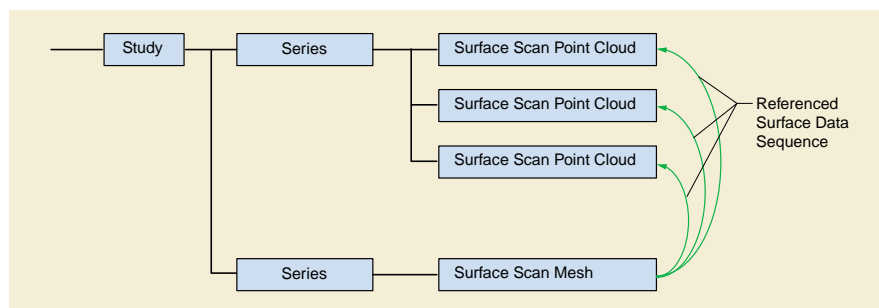 Study
Series
Surface Scan Point Cloud
Surface Scan Point Cloud
Surface Scan Point Cloud
Referenced
Surface Data
Sequence
Series
Surface Scan Mesh